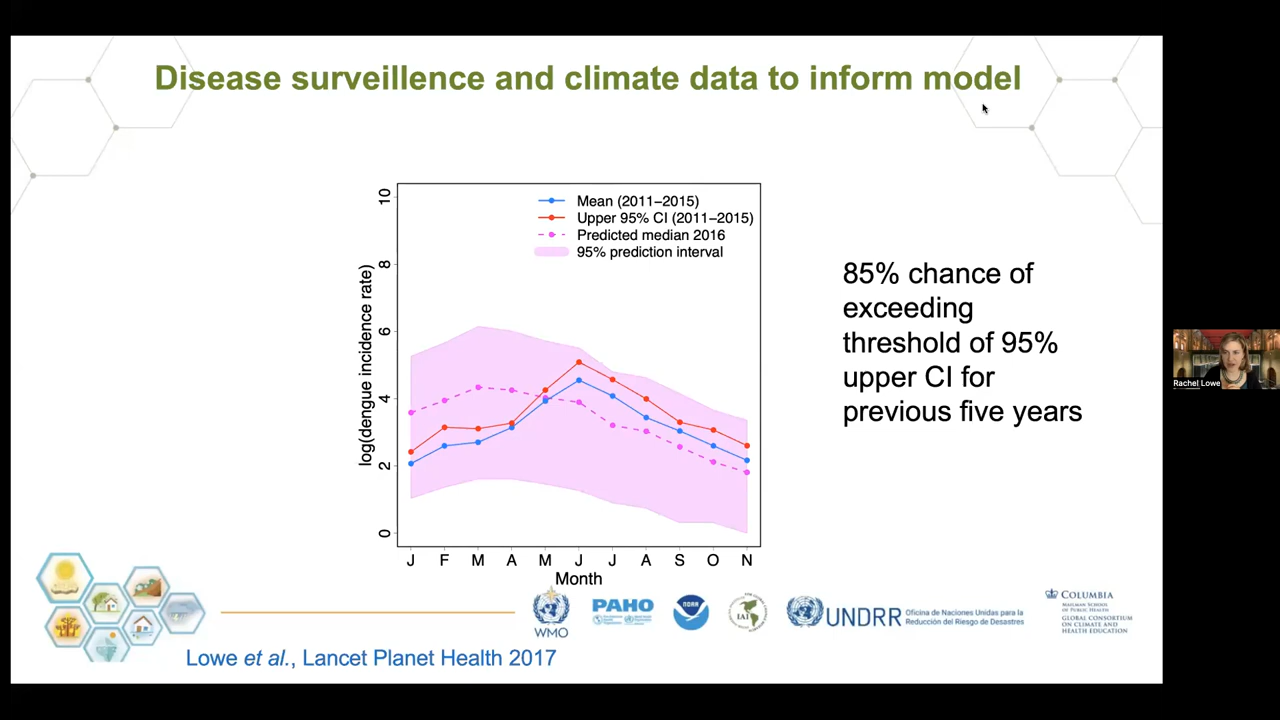 Disease surveillence and climate data to inform model
10
8
6
4
2
0
log(dengue incidence rate)
Mean (2011–2015)
Upper 95% CI (2011–2015)
Predicted median 2016
95% prediction interval
J F M A M J J A S O N
Month
85% chance of
exceeding
threshold of 95%
upper CI for
previous five years
Rachel Lowe
WMO
PAHO
NOAA
IAI
UNDRR
Oficina de Naciones Unidas para la
Reducción del Riesgo de Desastres
COLUMBIA
MAILMAN SCHOOL
OF PUBLIC HEALTH
GLOBAL CONSORTIUM
ON CLIMATE AND
HEALTH EDUCATION
Lowe et al., Lancet Planet Health 2017